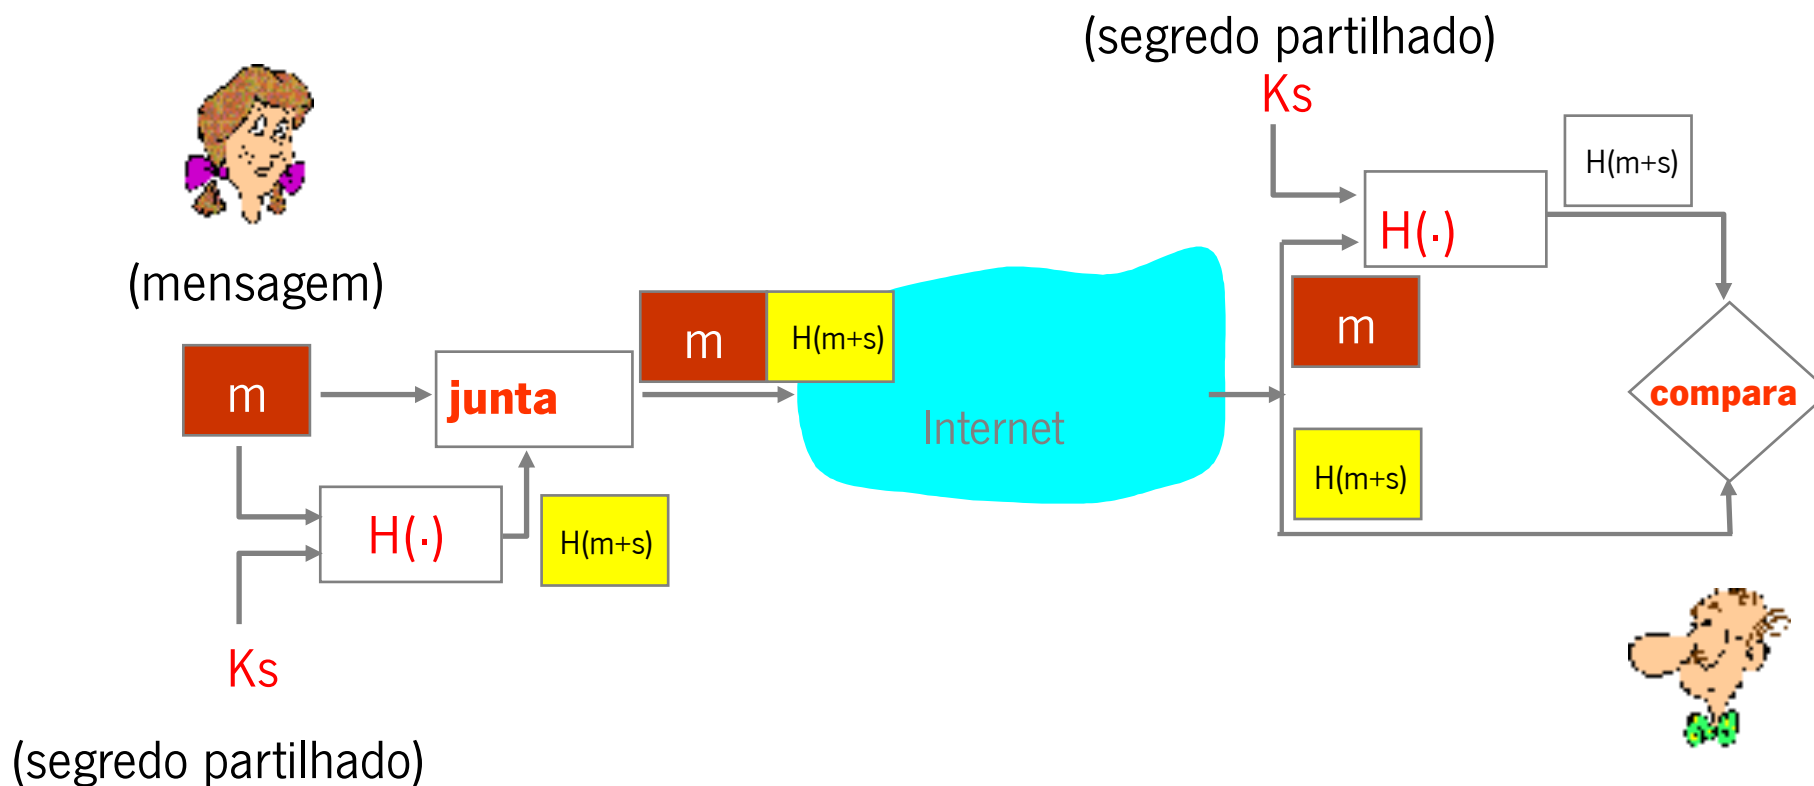 (segredo partilhado)
Ks
H(m+s)
H(.)
(mensagem)
m
H(m+s)
m
m
junta
compara
Internet
H(m+s)
H(.)
H(m+s)
Ks
(segredo partilhado)